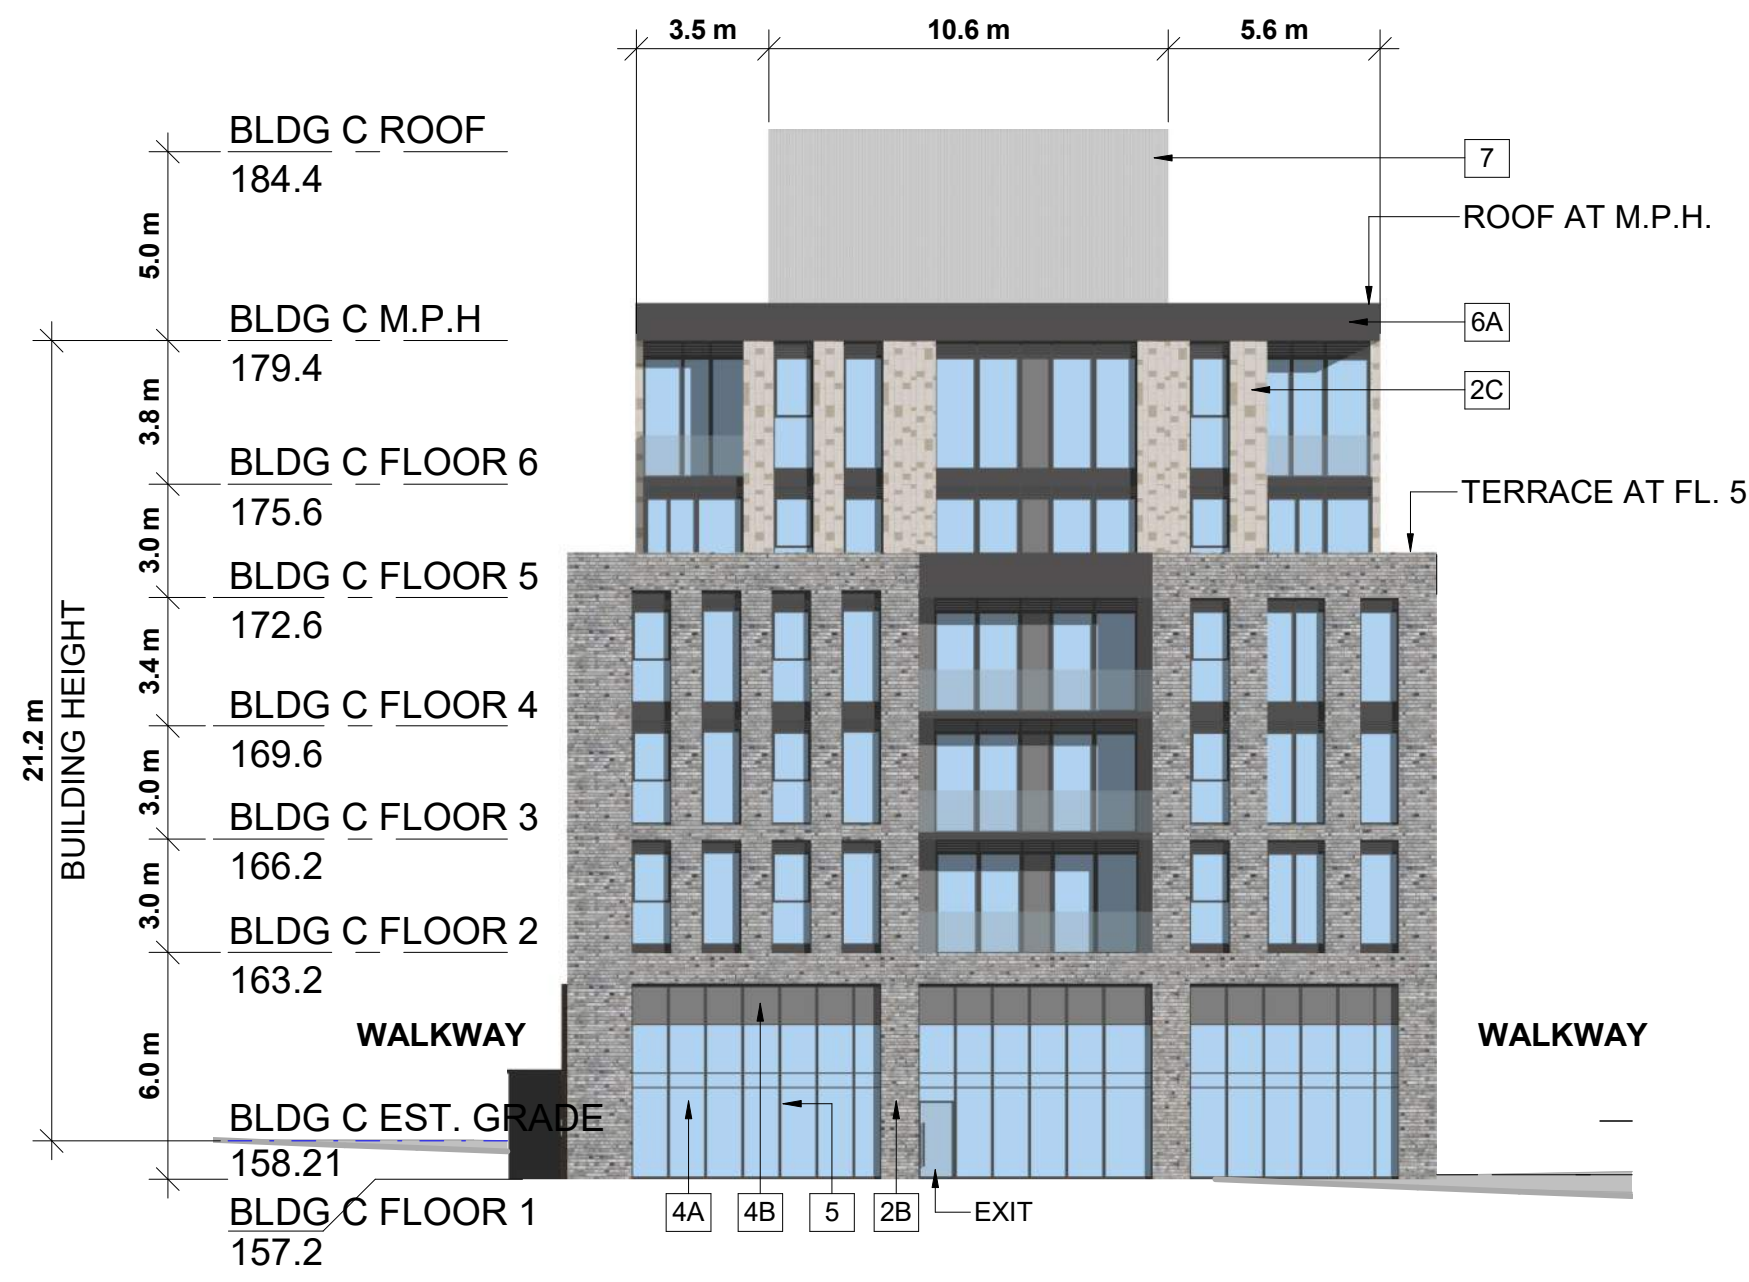 3.5 m
10.6 m
5.6 m
BLDG C ROOF
184.4
7
ROOF AT M.P.H.
5.0 m
BLDG C M.P.H
179.4
6A
2C
3.8 m
BLDG C FLOOR 6
175.6
TERRACE AT FL. 5
3.0 m
BLDG C FLOOR 5
172.6
3.4 m
BLDG C FLOOR 4
169.6
21.2 m
BUILDING HEIGHT
3.0 m
BLDG C FLOOR 3
166.2
3.0 m
BLDG C FLOOR 2
163.2
WALKWAY
WALKWAY
6.0 m
BLDG C EST. GRADE
158.21
BLDG C FLOOR 1
157.2
4A
4B
5
2B
EXIT